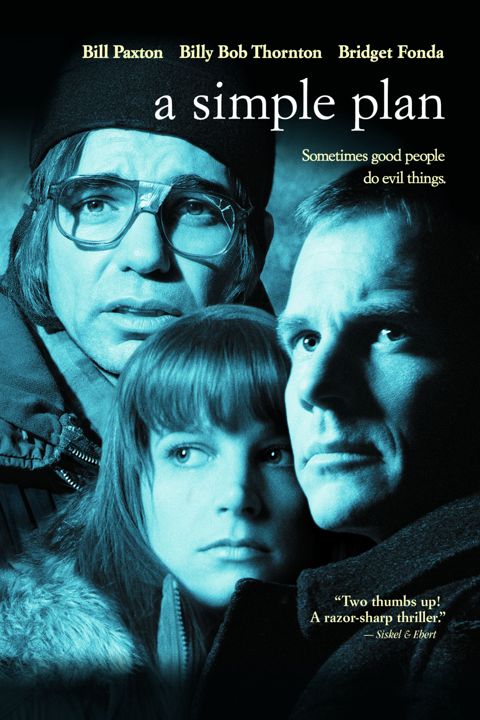 Bill Paxton Billy Bob Thornton Bridget Fonda
a simple plan
Sometimes good people
do evil things.
“Two thumbs up!
A razor-sharp thriller.”
— Siskel & Ebert